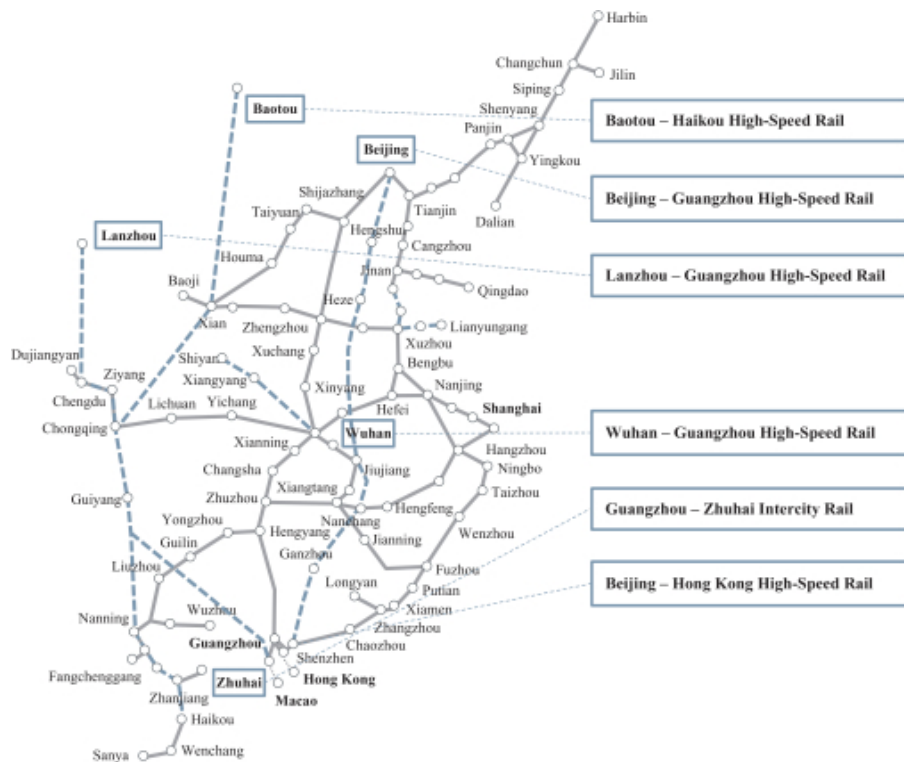 Harbin
Changchun
Jilin
Siping
Shenyang
Baotou
Panjin
Baotou – Haikou High-Speed Rail
Beijing
Yingkou
Shijazhang
Beijing – Guangzhou High-Speed Rail
Taiyuan
Tianjin
Hengshui
Dalian
Lanzhou
Cangzhou
Houma
Jinan
Lanzhou – Guangzhou High-Speed Rail
Baoji
Heze
Qingdao
Xian
Zhengzhou
Lianyungang
Xuzhou
Dujiangyan
Xuchang
Shiyan
Bengbu
Ziyang
Xiangyang
Xinyang
Nanjing
Chengdu
Lichuan
Yichang
Hefei
Shanghai
Chongqing
Wuhan
Wuhan – Guangzhou High-Speed Rail
Xianning
Hangzhou
Changsha
Jiujiang
Ningbo
Guiyang
Zhuzhou
Xiangtang
Taizhou
Nanchang
Hengfeng
Guangzhou – Zhuhai Intercity Rail
Yongzhou
Hengyang
Jianning
Wenzhou
Guilin
Ganzhou
Liuzhou
Longyan
Fuzhou
Beijing – Hong Kong High-Speed Rail
Putian
Nanning
Wuzhou
Xiamen
Zhangzhou
Guangzhou
Chaozhou
Shenzhen
Fangchenggang
Zhuhai
Hong Kong
Zhanjiang
Macao
Haikou
Sanya
Wenchang